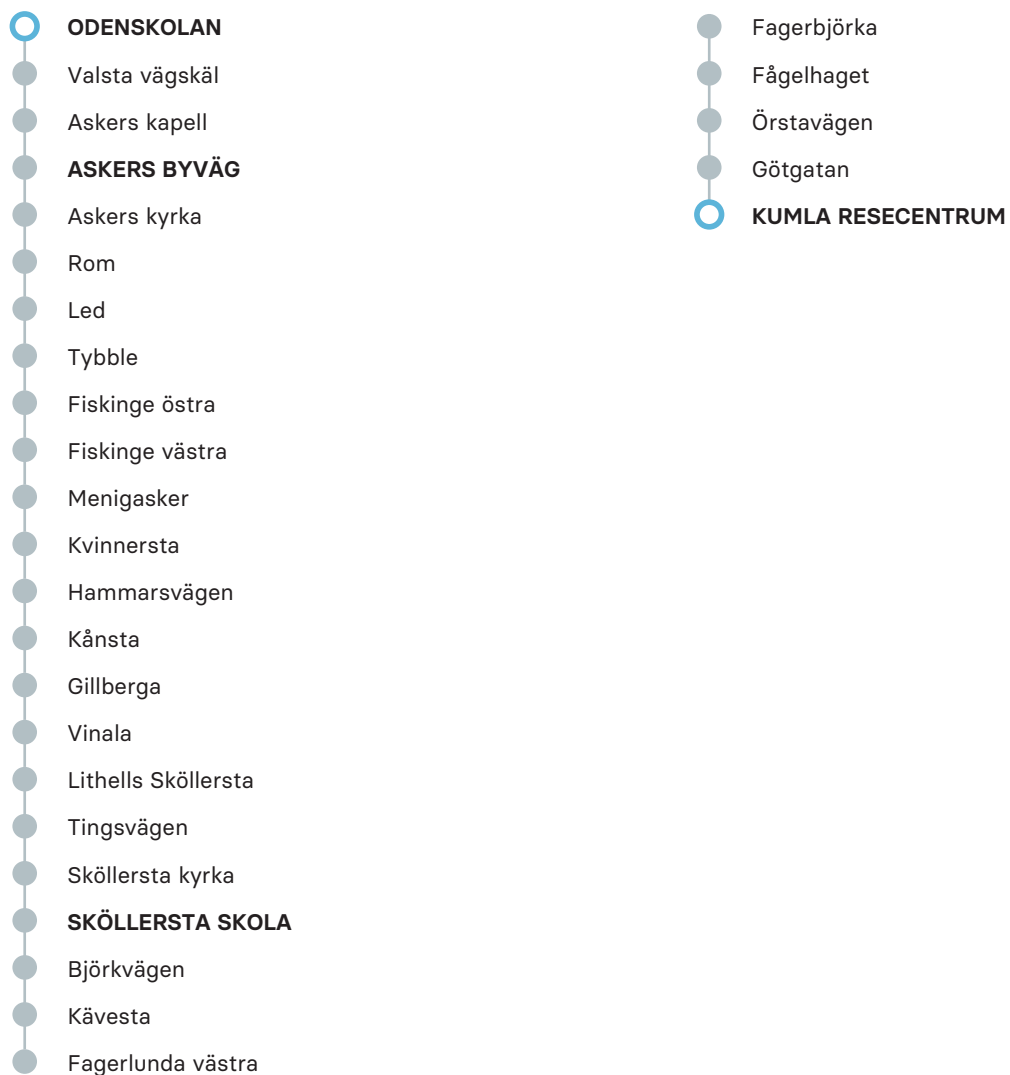 ODENSKOLAN
Valsta vägskäl
Askers kapell
ASKERS BYVÄG
Askers kyrka
Rom
Led
Tybble
Fiskinge östra
Fiskinge västra
Menigasker
Kvinnersta
Hammarsvägen
Kånsta
Gillberga
Vinala
Lithells Sköllersta
Tingsvägen
Sköllersta kyrka
SKÖLLERSTA SKOLA
Björkvägen
Kävesta
Fagerlunda västra
Fagerbjörka
Fågelhaget
Örstavägen
Götgatan
KUMLA RESECENTRUM